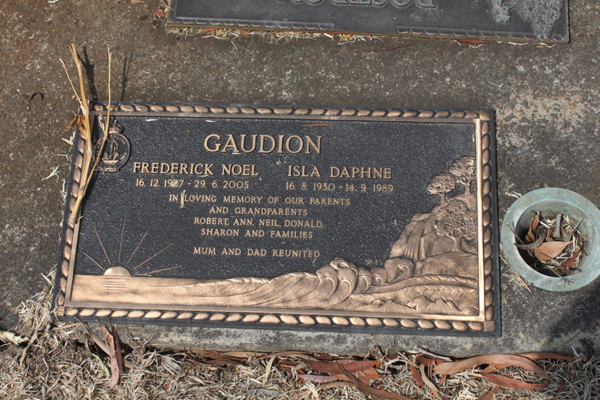 GAUDION
FREDERICK NOEL ISLA DAPHNE
16. 12. 1927 - 29. 6. 2005 16. 8. 1930 - 14. 9. 1989
IN LOVING MEMORY OF OUR PARENTS
AND GRANDPARENTS
ROBERT, ANN, NEIL, DONALD,
SHARON AND FAMILIES
MUM AND DAD REUNITED